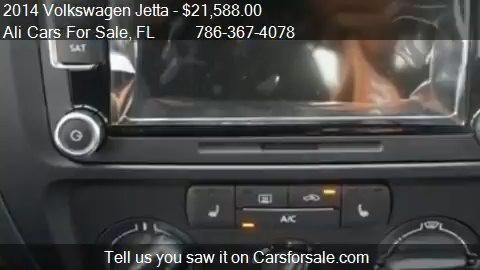 2014 Volkswagen Jetta - $21,588.00
Ali Cars For Sale, FL 786-367-4078
SAT
A/C
Tell us you saw it on Carsforsale.com